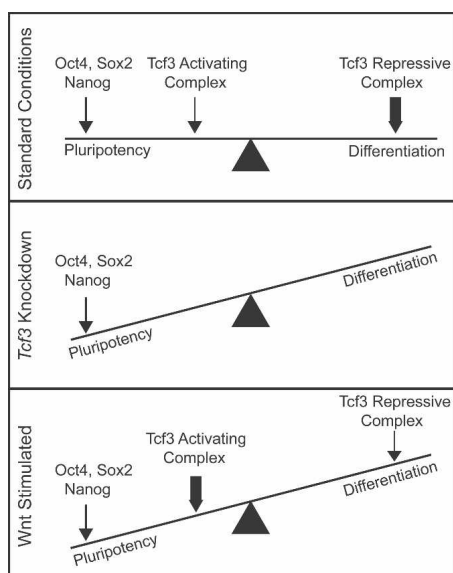 Standard Conditions
Oct4, Sox2
Nanog
Tcf3 Activating
Complex
Tcf3 Repressive
Complex
Pluripotency
Differentiation
Tcf3 Knockdown
Oct4, Sox2
Nanog
Pluripotency
Differentiation
Wnt Stimulated
Oct4, Sox2
Nanog
Tcf3 Activating
Complex
Tcf3 Repressive
Complex
Pluripotency
Differentiation